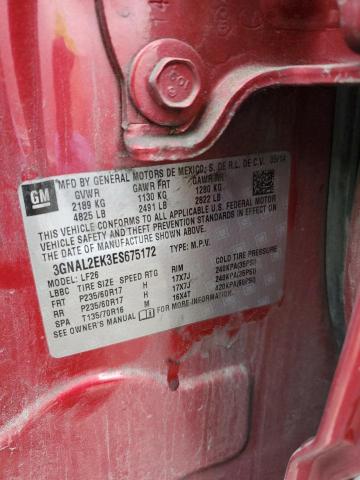 GM
MFD BY GENERAL MOTORS DE MEXICO, S. DE R.L. DE C.V. 05/14
GVWR GAWR FRT GAWR RR
2189 KG 1130 KG 1280 KG
4825 LB 2491 LB 2822 LB
THIS VEHICLE CONFORMS TO ALL APPLICABLE U.S. FEDERAL MOTOR
VEHICLE SAFETY AND THEFT PREVENTION STANDARDS IN EFFECT ON THE
DATE OF MANUFACTURE SHOWN ABOVE.
3GNAL2EK3ES675172 TYPE: M.P.V.
MODEL: LF26
LBBC TIRE SIZE SPEED RTG RIM COLD TIRE PRESSURE
FRT P235/60R17 H 17X7J 240KPA(35PSI)
RR P235/60R17 H 17X7J 240KPA(35PSI)
SPA T135/70R16 M 16X4T 420KPA(60PSI)
SEE OWNER'S MANUAL FOR MORE INFORMATION.